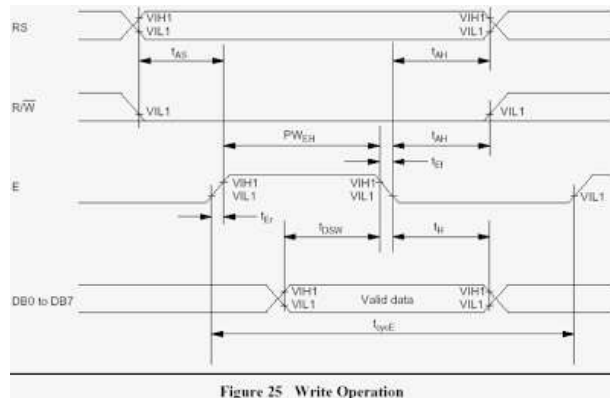 RS
VIH1
VIL1
VIH1
VIL1
tAS
tAH
R/W̅
VIL1
VIL1
PWEH
tAH
tEf
E
VIH1
VIL1
VIH1
VIL1
VIL1
tEr
tDSW
tH
DB0 to DB7
VIH1
VIL1
Valid data
VIH1
VIL1
tcycE
Figure 25 Write Operation